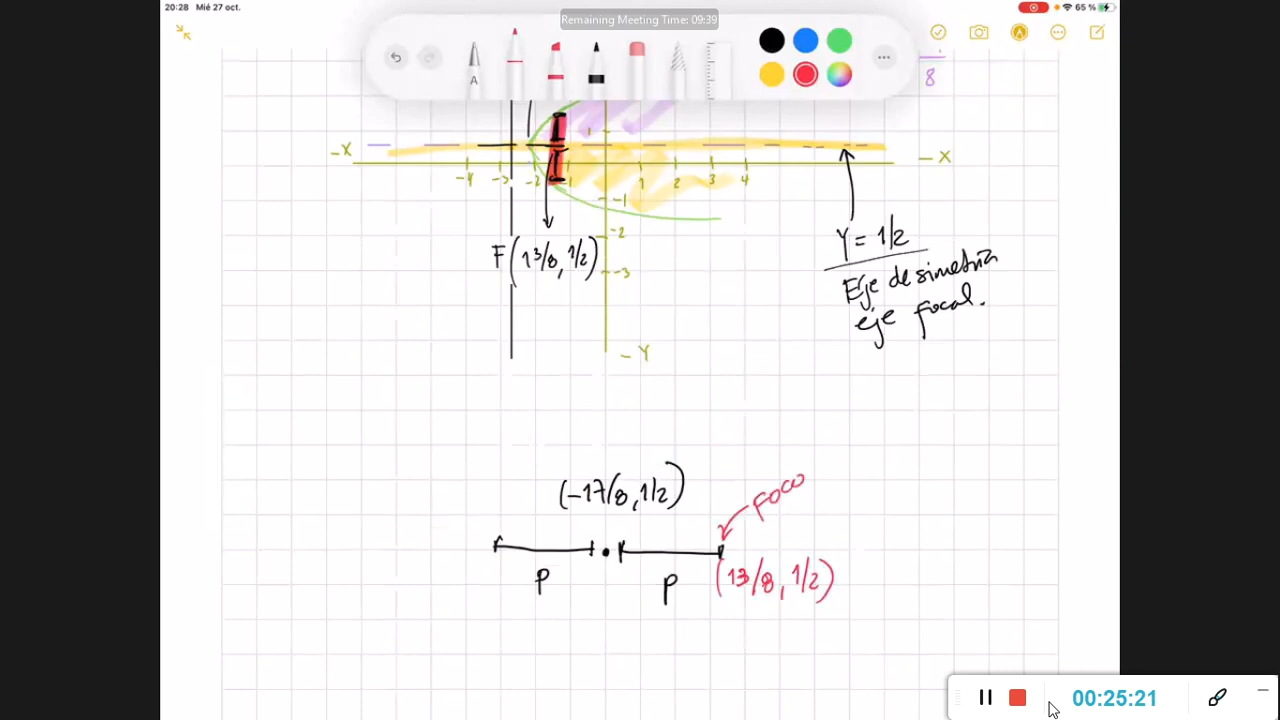 20:28 Mié 27 oct.
Remaining Meeting Time: 09:39
65 %
A
8
-X
1
-X
-4 -3 -2 -1 1 2 3 4
-1
-2
-3
-Y
F(13/8, 1/2)
Y = 1/2
Eje de simetría
eje focal.
(-17/8, 1/2)
foco
P
P
(13/8, 1/2)
00:25:21